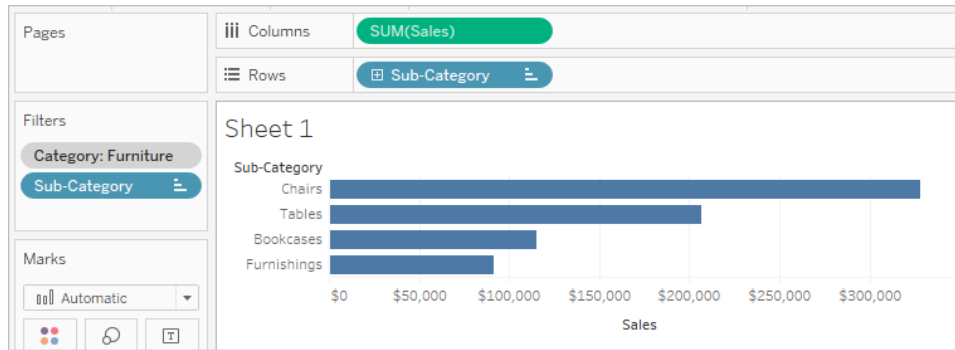 Pages
Columns
SUM(Sales)
Rows
Sub-Category
Filters
Category: Furniture
Sub-Category
Marks
Automatic
T
Sheet 1
Sub-Category
Chairs
Tables
Bookcases
Furnishings
$0 $50,000 $100,000 $150,000 $200,000 $250,000 $300,000
Sales